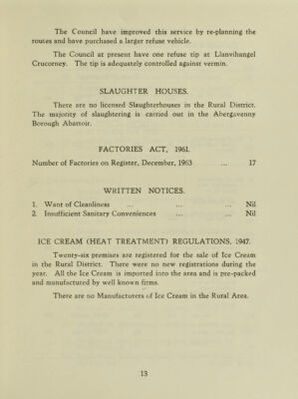 The Council have improved this service by re-planning the
routes and have purchased a larger refuse vehicle.
The Council at present have one refuse tip at Llanvihangel
Crucorney. The tip is adequately controlled against vermin.
SLAUGHTER HOUSES.
There are no licensed Slaughterhouses in the Rural District.
The majority of slaughtering is carried out in the Abergavenny
Borough Abattoir.
FACTORIES ACT, 1961.
Number of Factories on Register, December, 1963 ... 17
WRITTEN NOTICES.
1. Want of Cleanliness ... ... ... Nil
2. Insufficient Sanitary Conveniences ... ... Nil
ICE CREAM (HEAT TREATMENT) REGULATIONS, 1947.
Twenty-six premises are registered for the sale of Ice Cream
in the Rural District. There were no new registrations during the
year. All the Ice Cream is imported into the area and is pre-packed
and manufactured by well known firms.
There are no Manufacturers of Ice Cream in the Rural Area.
13